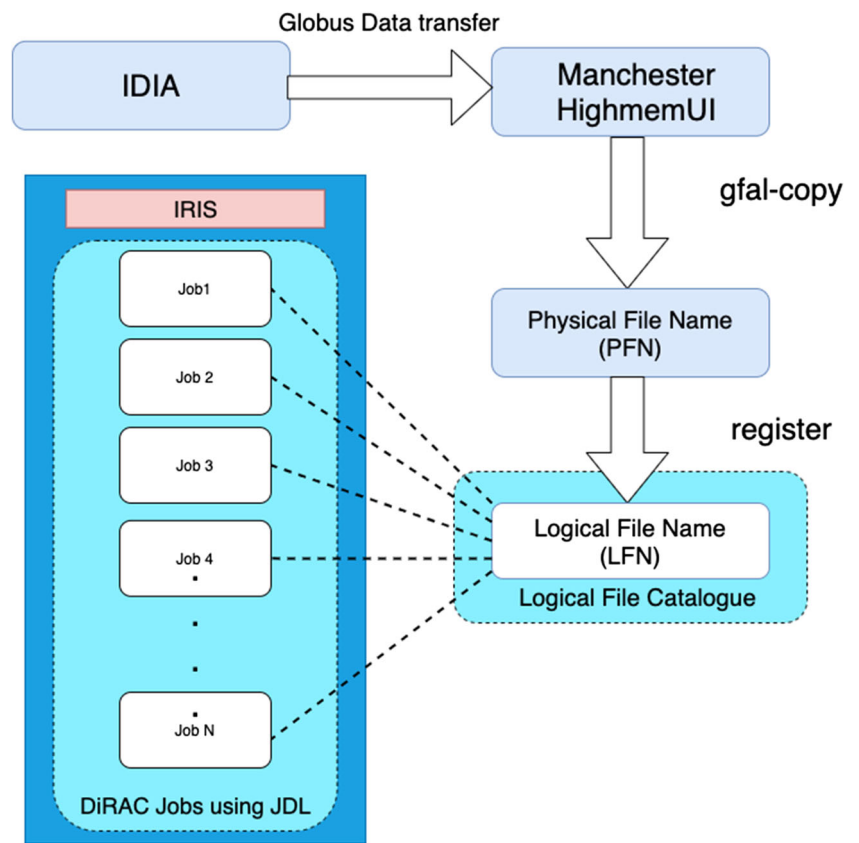 Globus Data transfer
IDIA
Manchester
HighmemUI
gfal-copy
IRIS
Job1
Physical File Name
(PFN)
Job 2
register
Job 3
Logical File Name
(LFN)
Job 4
Logical File Catalogue
Job N
DiRAC Jobs using JDL